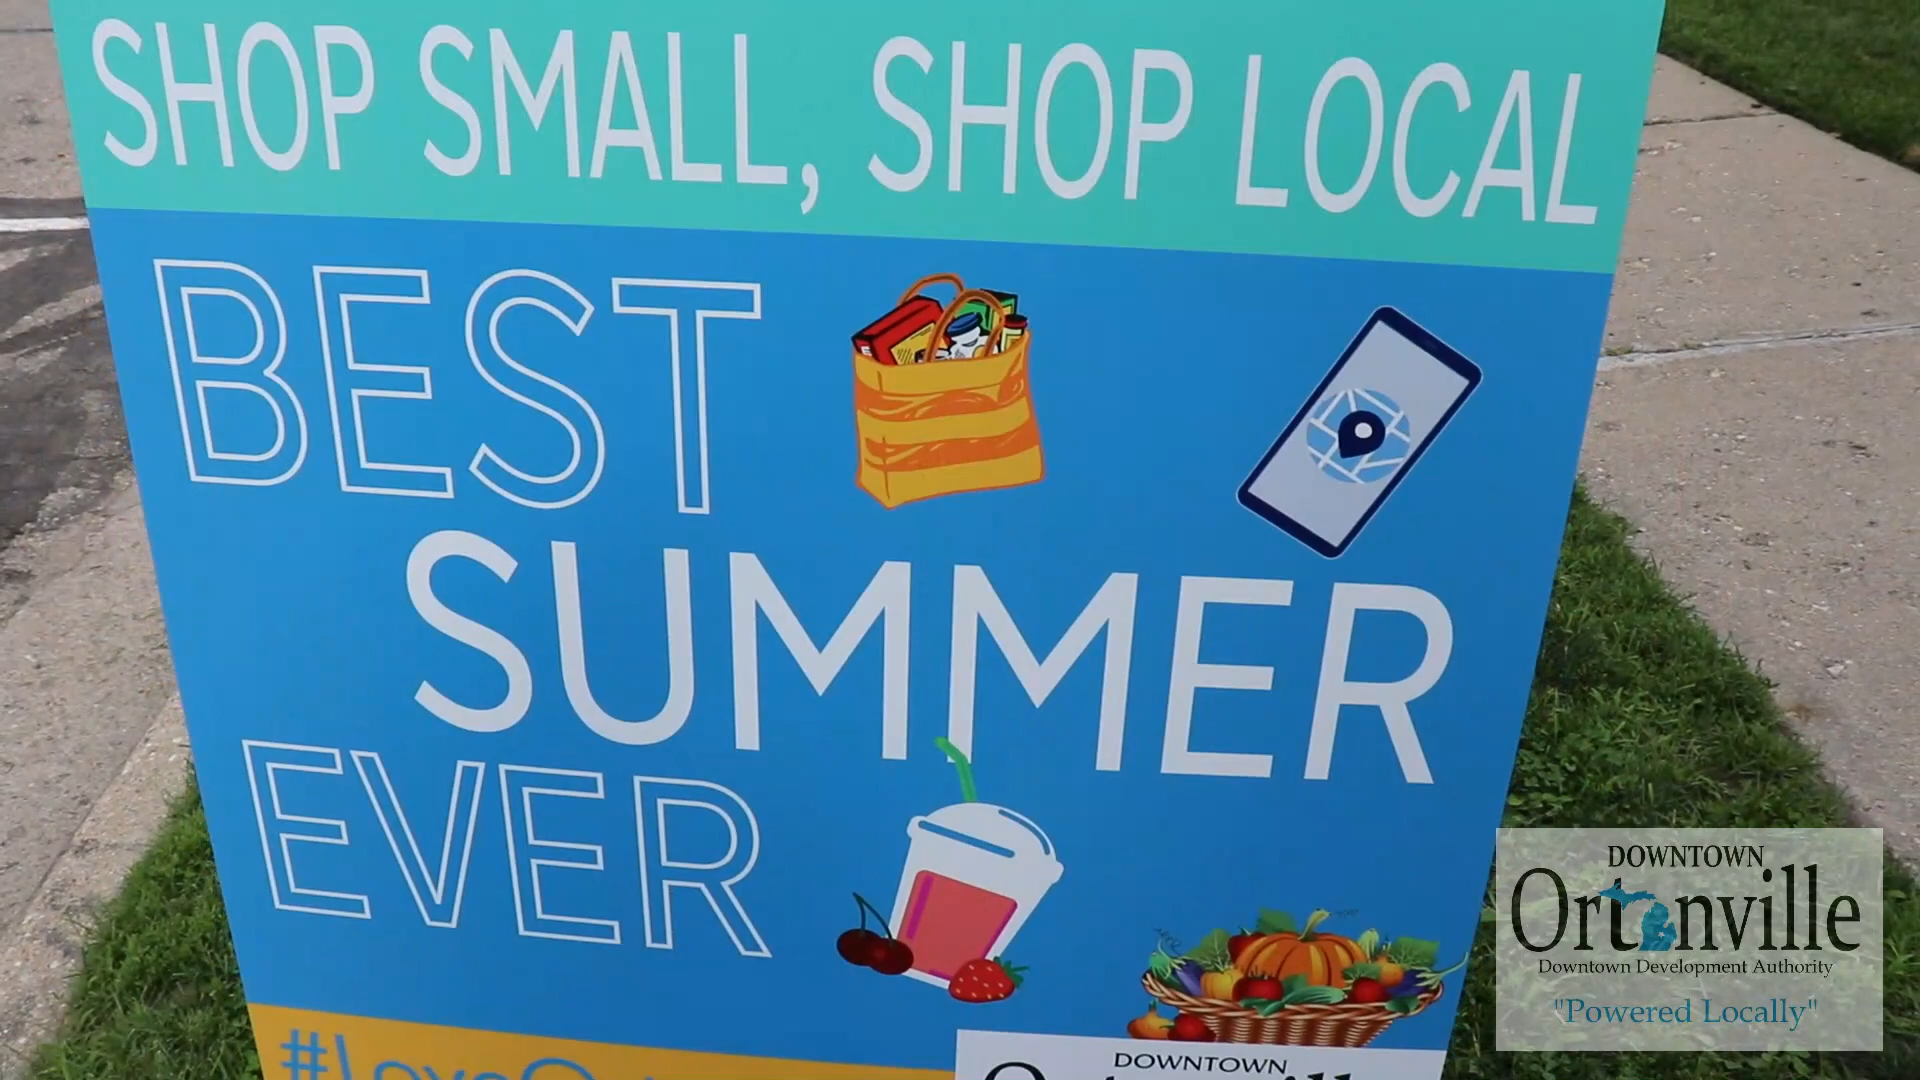 SHOP SMALL, SHOP LOCAL
BEST
SUMMER
EVER
DOWNTOWN
DOWNTOWN
Ortonville
Downtown Development Authority
"Powered Locally"